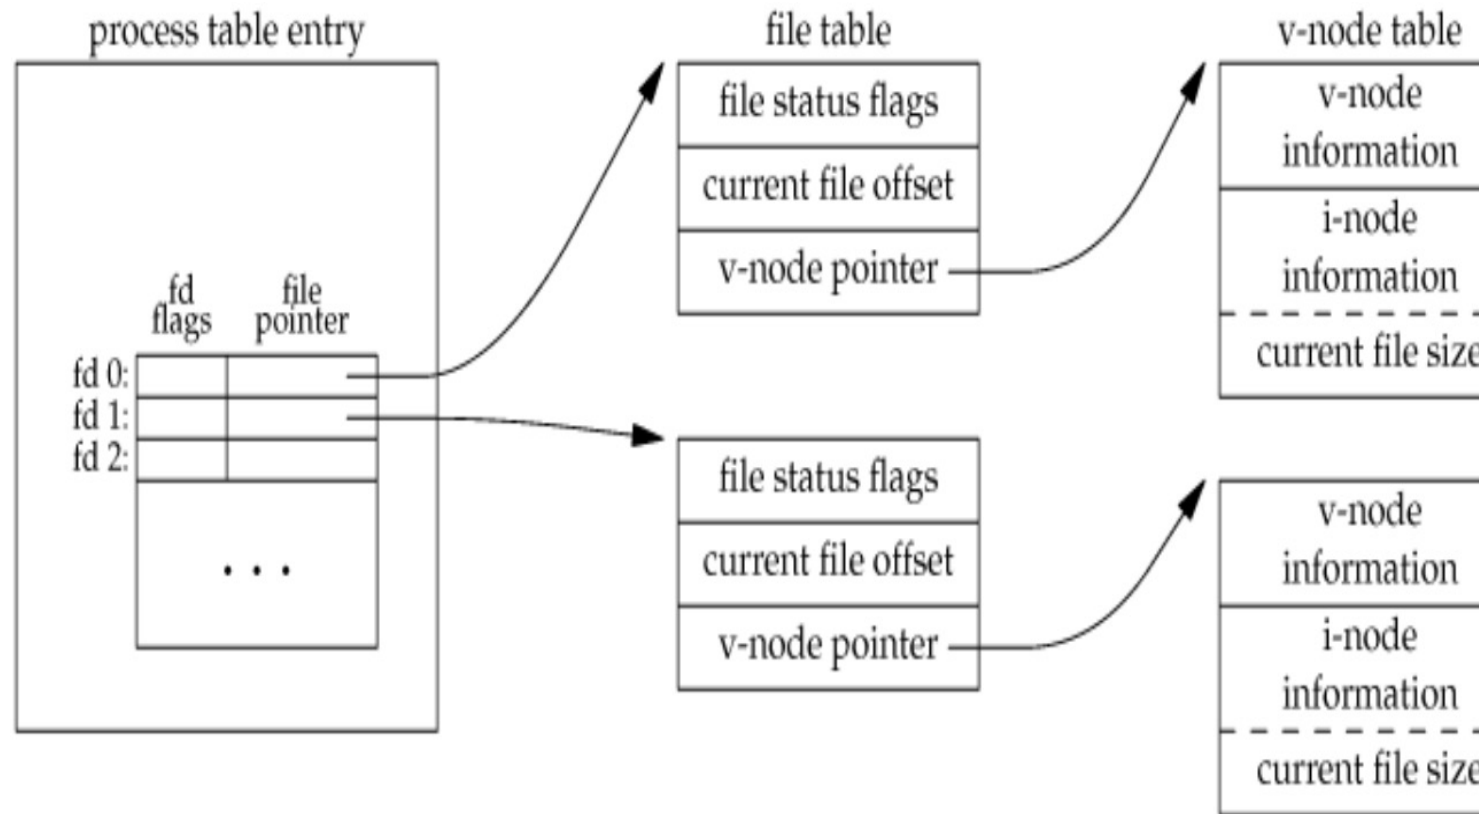 process table entry
fd
flags
file
pointer
fd 0:
fd 1:
fd 2:
. . .
file table
file status flags
current file offset
v-node pointer
file status flags
current file offset
v-node pointer
v-node table
v-node
information
i-node
information
current file size
v-node
information
i-node
information
current file size